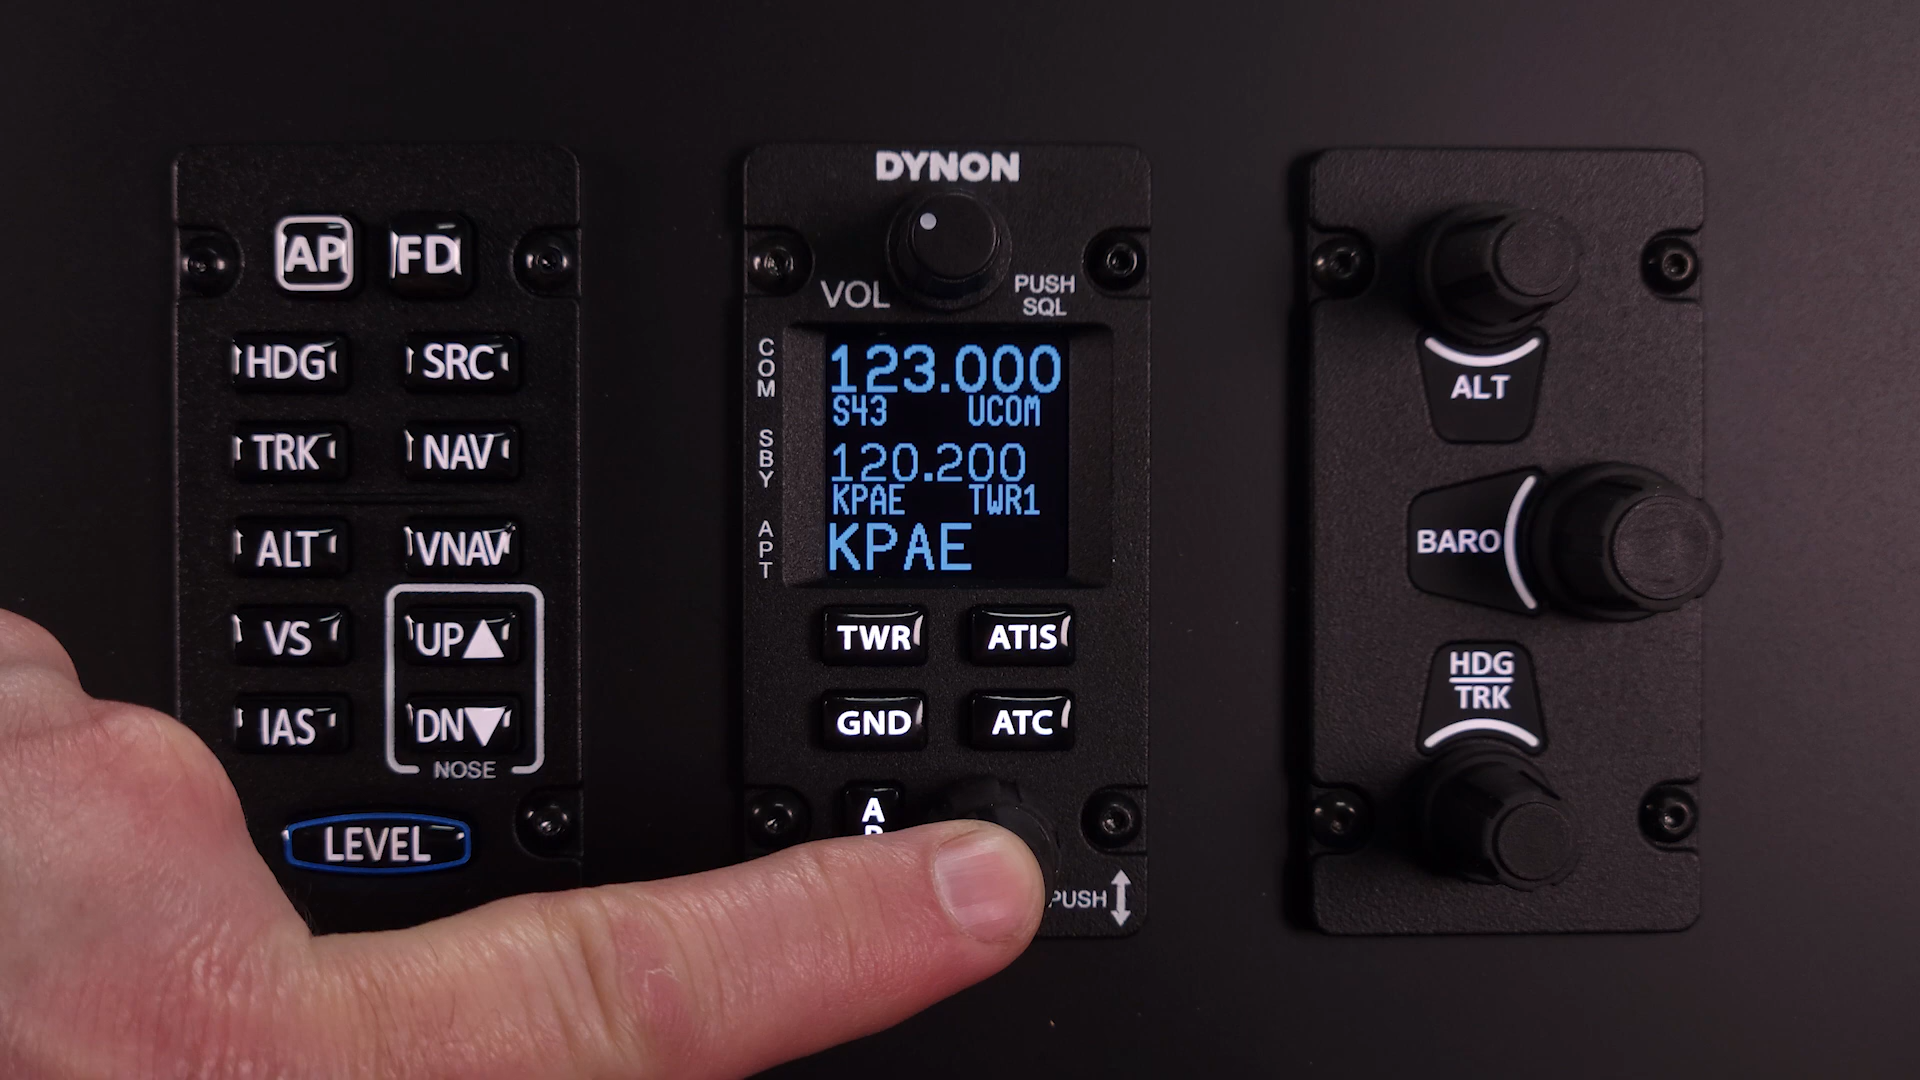 AP FD
HDG SRC
TRK NAV
ALT VNAV
VS UP▲
IAS DN▼
NOSE
LEVEL
DYNON
VOL
PUSH
SQL
COM
123.000
S43 UCOM
SBY
120.200
KPAE TWR1
APT
KPAE
TWR ATIS
GND ATC
A
PUSH
ALT
BARO
HDG
TRK